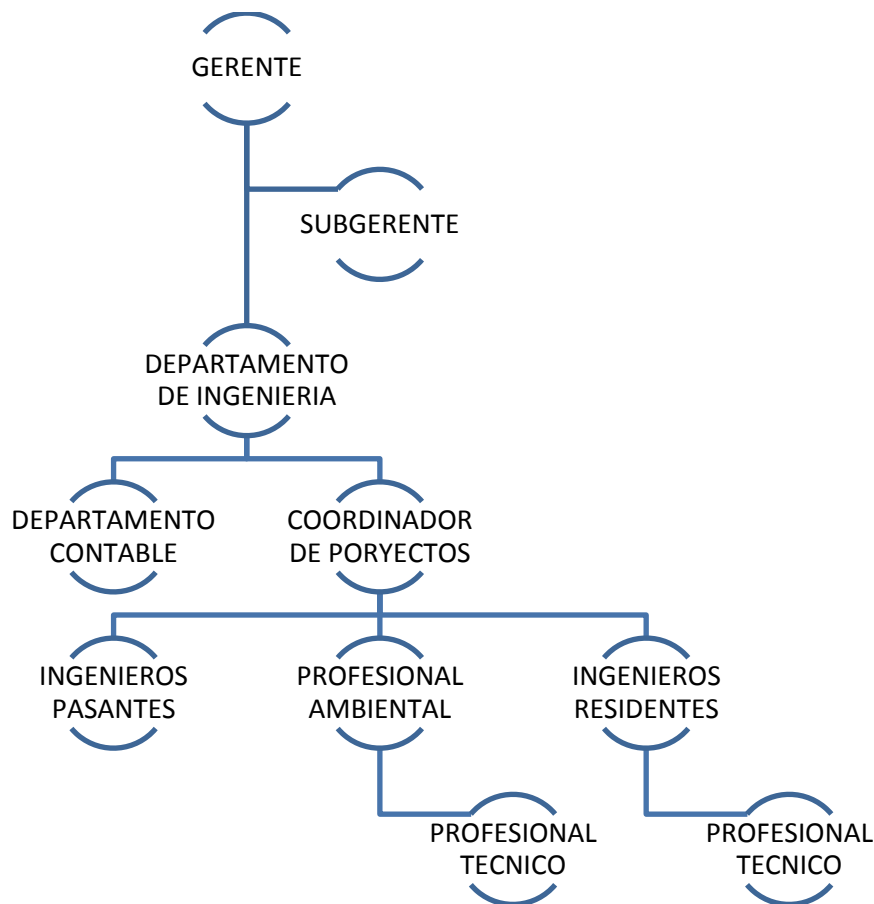 GERENTE
SUBGERENTE
DEPARTAMENTO
DE INGENIERIA
DEPARTAMENTO
CONTABLE
COORDINADOR
DE PORYECTOS
INGENIEROS
PASANTES
PROFESIONAL
AMBIENTAL
INGENIEROS
RESIDENTES
PROFESIONAL
TECNICO
PROFESIONAL
TECNICO